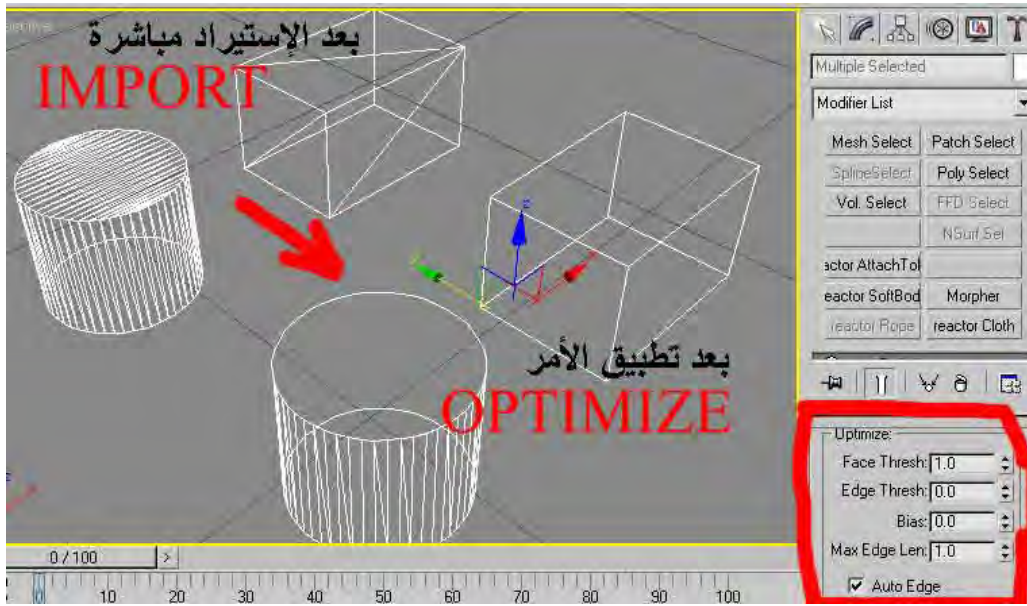 بعد الإستيراد مباشرة
IMPORT
بعد تطبيق الأمر
OPTIMIZE
Multiple Selected
Modifier List
Mesh Select Patch Select
SplineSelect Poly Select
Vol. Select FFD Select
NSurf Sel
actor AttachTo
eactor SoftBod Morpher
reactor Rope reactor Cloth
Optimize:
Face Thresh: 1.0
Edge Thresh: 0.0
Bias: 0.0
Max Edge Len: 1.0
Auto Edge
0 / 100 >
0 10 20 30 40 50 60 70 80 90 100